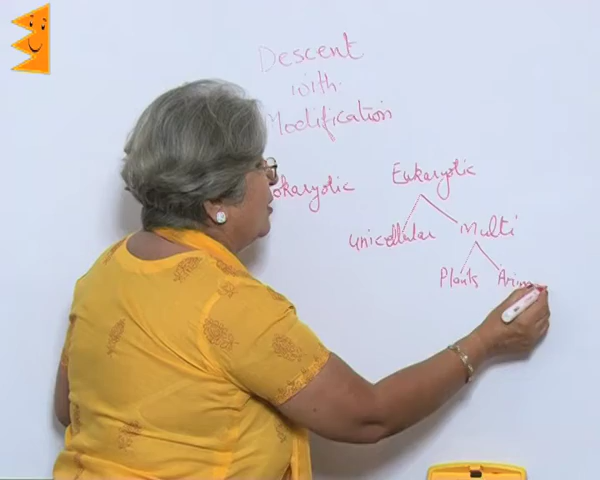 Descent
with
Modification
okaryotic Eukaryotic
unicellular Multi
Plants Anim